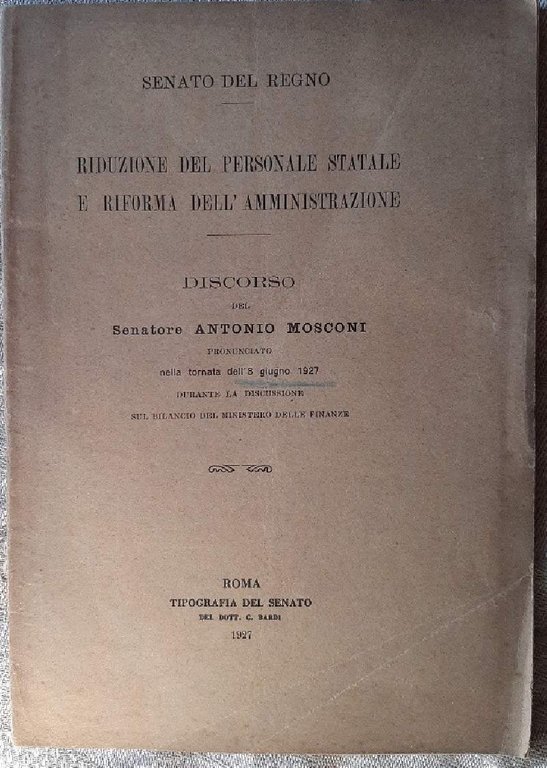 SENATO DEL REGNO
RIDUZIONE DEL PERSONALE STATALE
E RIFORMA DELL'AMMINISTRAZIONE
DISCORSO
DEL
Senatore ANTONIO MOSCONI
PRONUNCIATO
nella tornata dell'8 giugno 1927
DURANTE LA DISCUSSIONE
SUL BILANCIO DEL MINISTERO DELLE FINANZE
ROMA
TIPOGRAFIA DEL SENATO
DEL DOTT. G. BARDI
1927